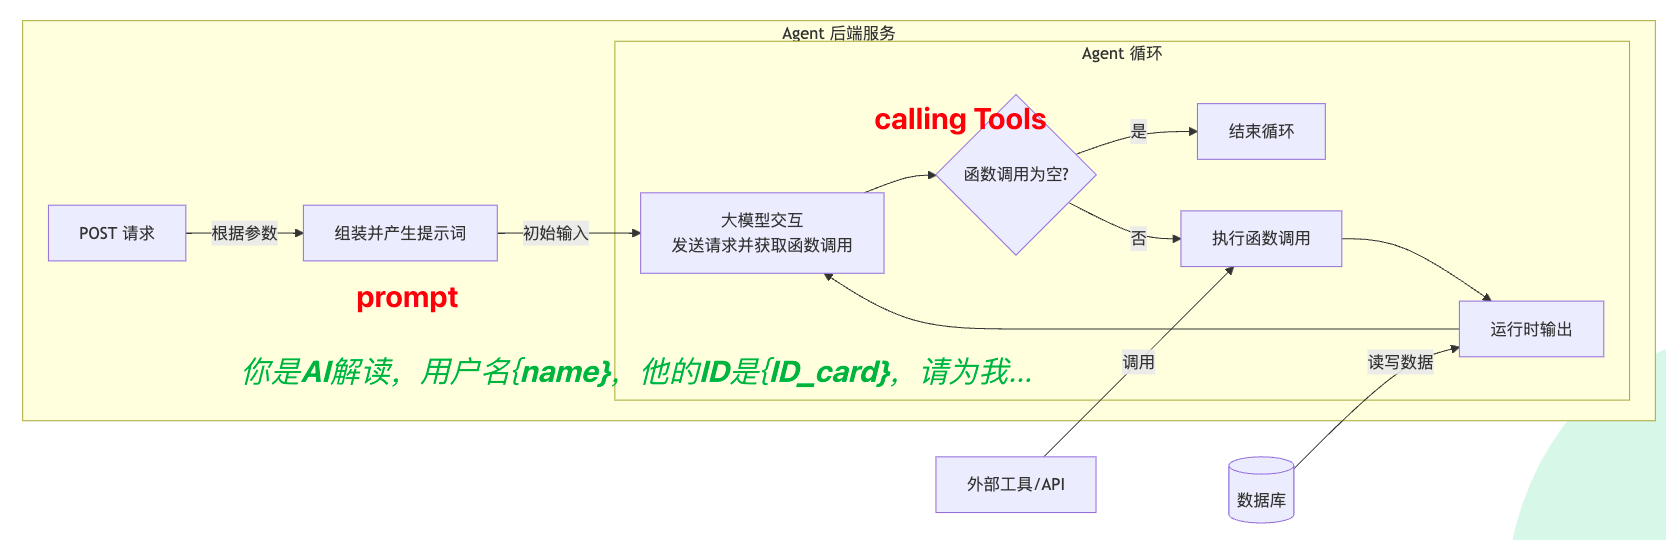 Agent 后端服务
Agent 循环
calling Tools
是
结束循环
函数调用为空?
POST 请求
根据参数
组装并产生提示词
初始输入
大模型交互
发送请求并获取函数调用
否
执行函数调用
prompt
运行时输出
你是AI解读，用户名{name}，他的ID是{ID_card}，请为我...
调用
读写数据
外部工具/API
数据库